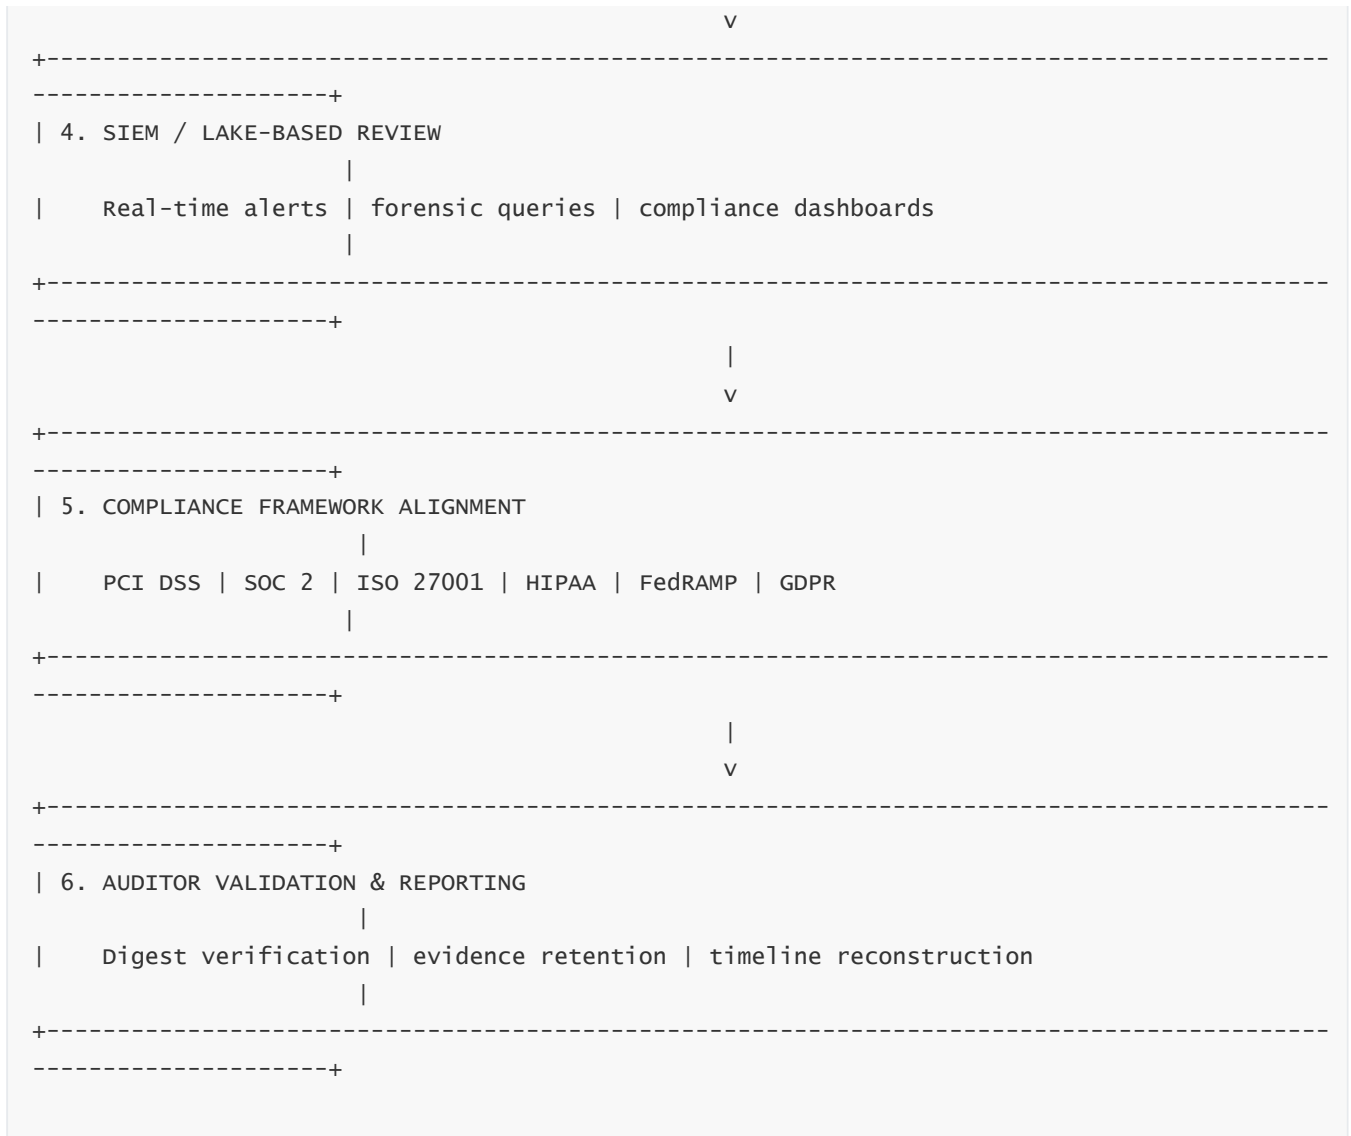 v
+-------------------------------------------------------------------------------------------
---------------------+
| 4. SIEM / LAKE-BASED REVIEW
|
| Real-time alerts | forensic queries | compliance dashboards
|
+-------------------------------------------------------------------------------------------
---------------------+
|
v
+-------------------------------------------------------------------------------------------
---------------------+
| 5. COMPLIANCE FRAMEWORK ALIGNMENT
|
| PCI DSS | SOC 2 | ISO 27001 | HIPAA | FedRAMP | GDPR
|
+-------------------------------------------------------------------------------------------
---------------------+
|
v
+-------------------------------------------------------------------------------------------
---------------------+
| 6. AUDITOR VALIDATION & REPORTING
|
| Digest verification | evidence retention | timeline reconstruction
|
+-------------------------------------------------------------------------------------------
---------------------+